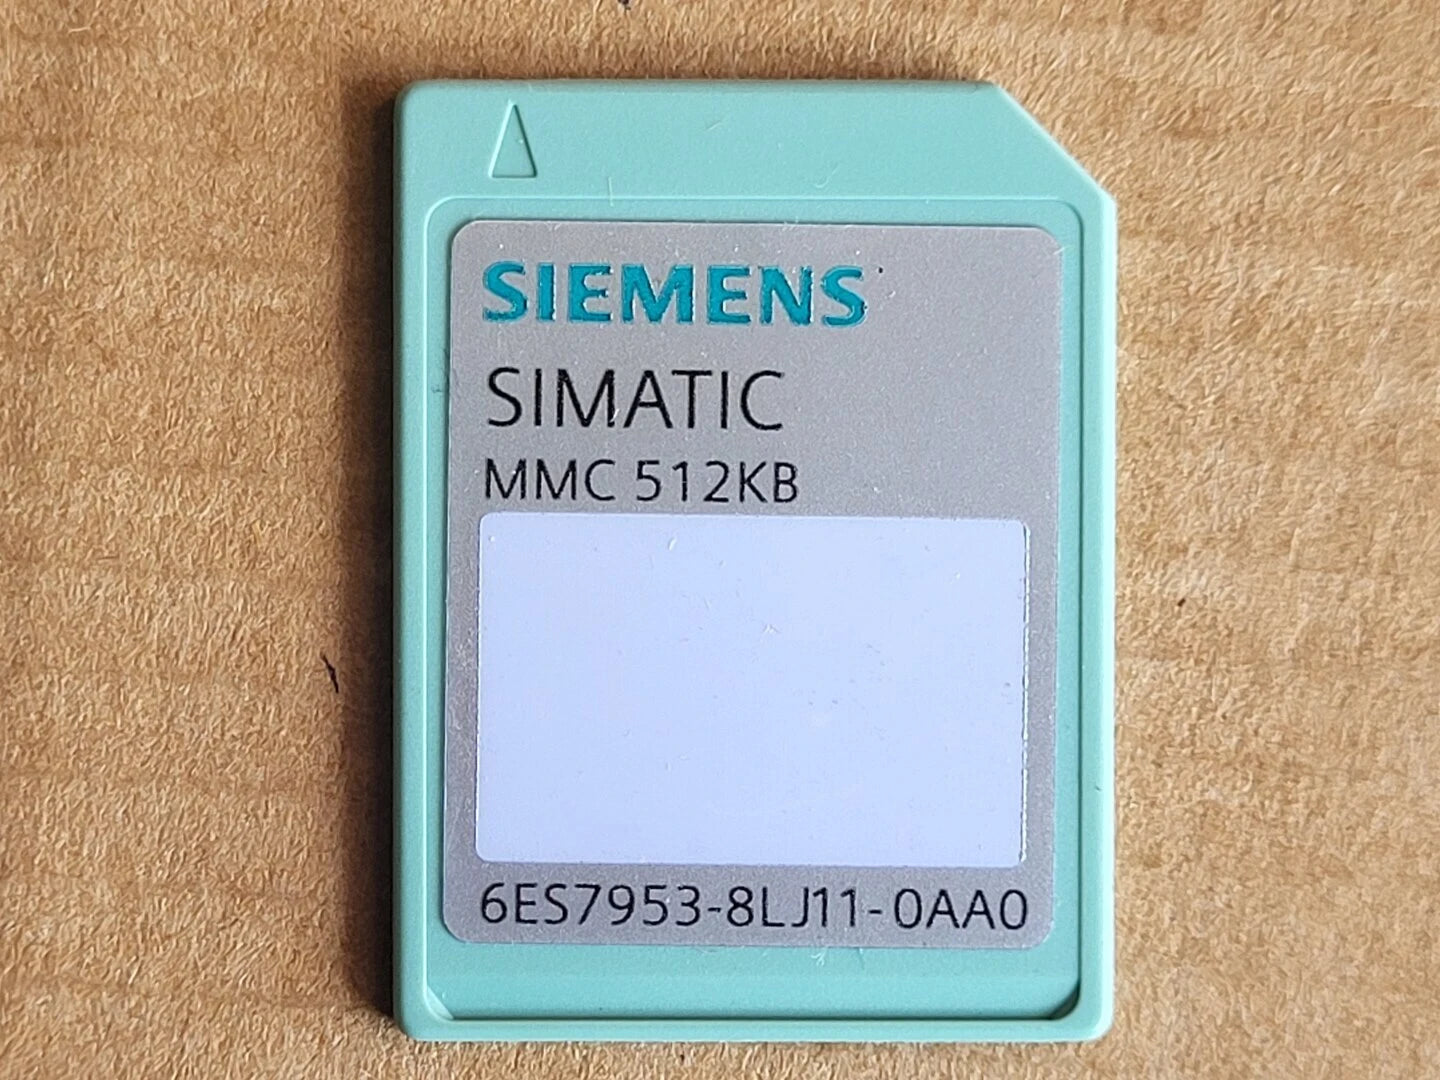 SIEMENS
SIMATIC
MMC 512KB
6ES7953-8LJ11-0AA0